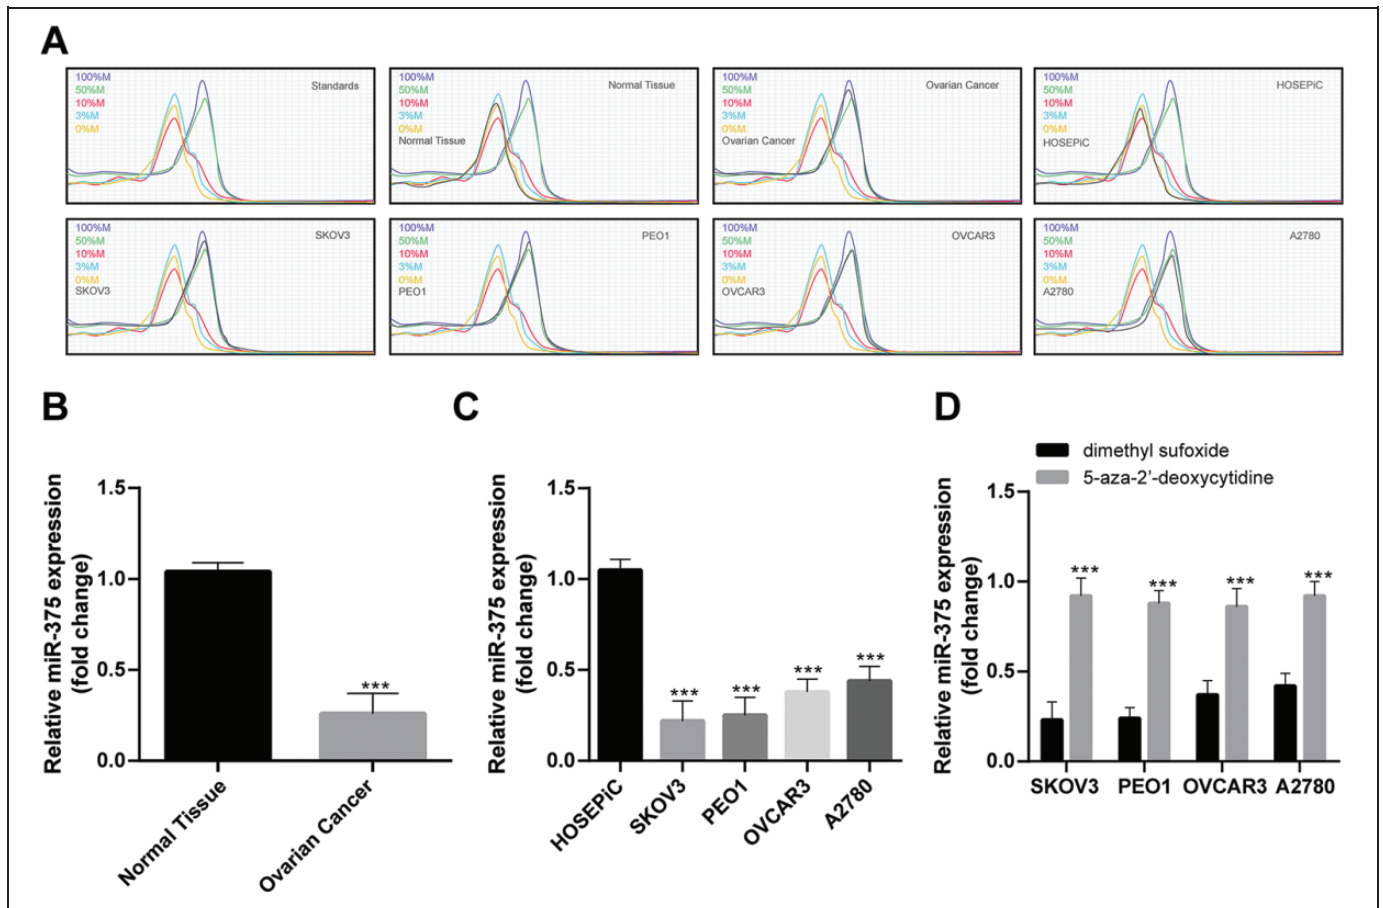 A
100%M
50%M
10%M
3%M
0%M
Standards
100%M
50%M
10%M
3%M
0%M
Normal Tissue
Normal Tissue
100%M
50%M
10%M
3%M
0%M
Ovarian Cancer
Ovarian Cancer
100%M
50%M
10%M
3%M
0%M
HOSEPiC
HOSEPiC
100%M
50%M
10%M
3%M
0%M
SKOV3
SKOV3
100%M
50%M
10%M
3%M
0%M
PEO1
PEO1
100%M
50%M
10%M
3%M
0%M
OVCAR3
OVCAR3
100%M
50%M
10%M
3%M
0%M
A2780
A2780
B
Relative miR-375 expression
(fold change)
1.5
1.0
0.5
0.0
***
Normal Tissue
Ovarian Cancer
C
Relative miR-375 expression
(fold change)
1.5
1.0
0.5
0.0
***
***
***
***
HOSEPiC
SKOV3
PEO1
OVCAR3
A2780
D
dimethyl sufoxide
5-aza-2'-deoxycytidine
Relative miR-375 expression
(fold change)
1.5
1.0
0.5
0.0
***
***
***
***
SKOV3
PEO1
OVCAR3
A2780